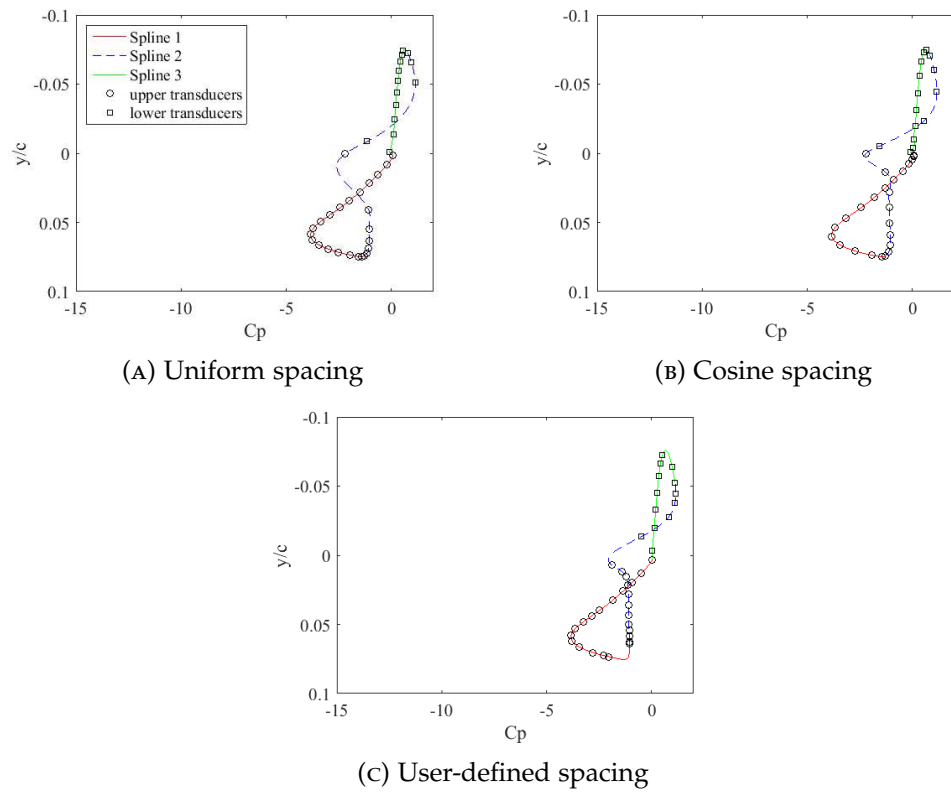 -0.1
-0.05
0
0.05
0.1
y/c
Spline 1
Spline 2
Spline 3
upper transducers
lower transducers
-15
-10
-5
0
Cp
(A) Uniform spacing
-0.1
-0.05
0
0.05
0.1
y/c
-15
-10
-5
0
Cp
(B) Cosine spacing
-0.1
-0.05
0
0.05
0.1
y/c
-15
-10
-5
0
Cp
(C) User-defined spacing